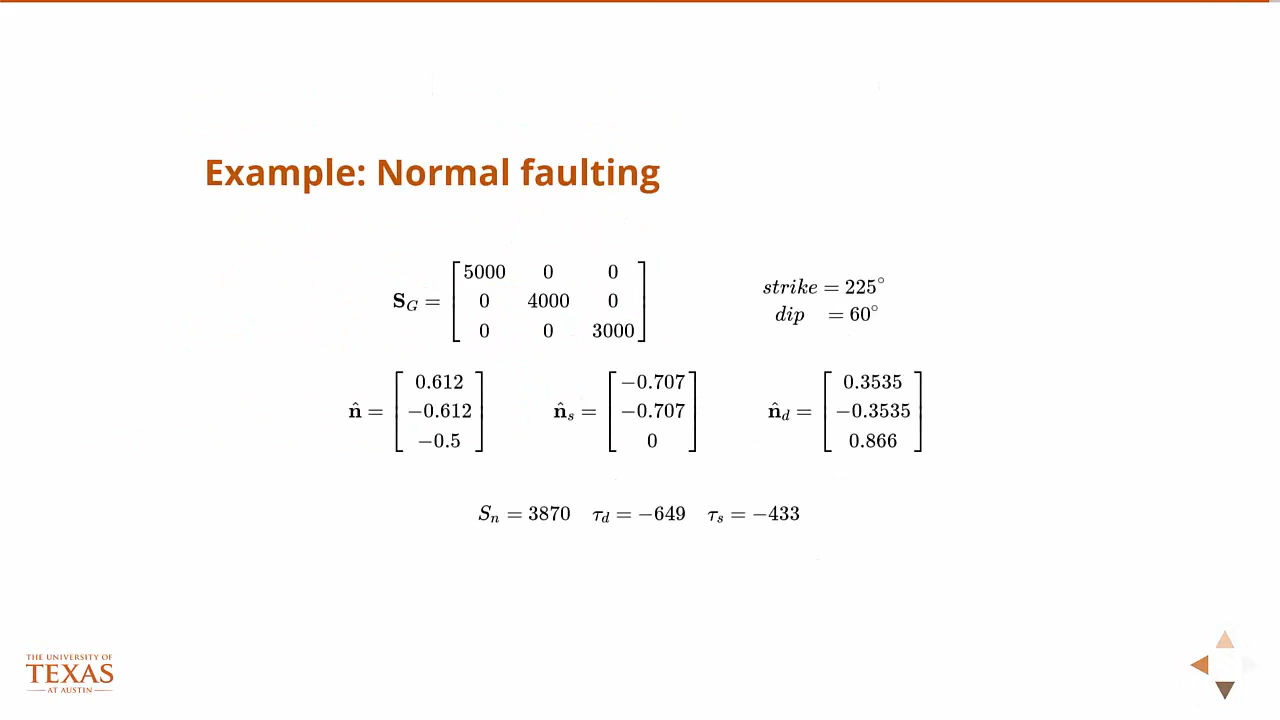 Example: Normal faulting
S_G = [5000 0 0; 0 4000 0; 0 0 3000]
strike = 225°
dip = 60°
n̂ = [0.612; −0.612; −0.5]
n̂_s = [−0.707; −0.707; 0]
n̂_d = [0.3535; −0.3535; 0.866]
S_n = 3870 τ_d = −649 τ_s = −433
THE UNIVERSITY OF
TEXAS
AT AUSTIN